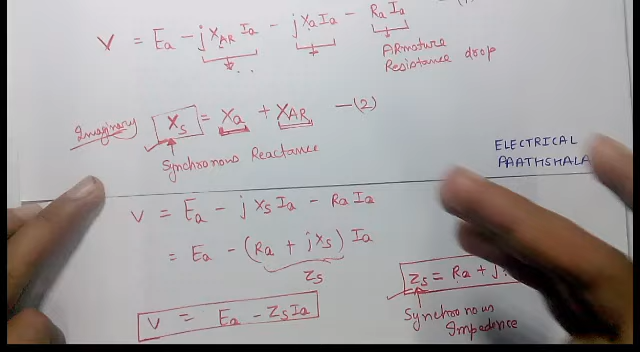 V = Ea - jXAR Ia - jXa Ia - Ra Ia
ARmature
Resistance drop
Imaginary Xs = Xa + XAR —(2)
Synchronous Reactance
ELECTRICAL
PAATHSHALA
V = Ea - jXs Ia - Ra Ia
= Ea - (Ra + jXs) Ia
Zs
V = Ea - Zs Ia
Zs = Ra + j
Synchronous
Impedence